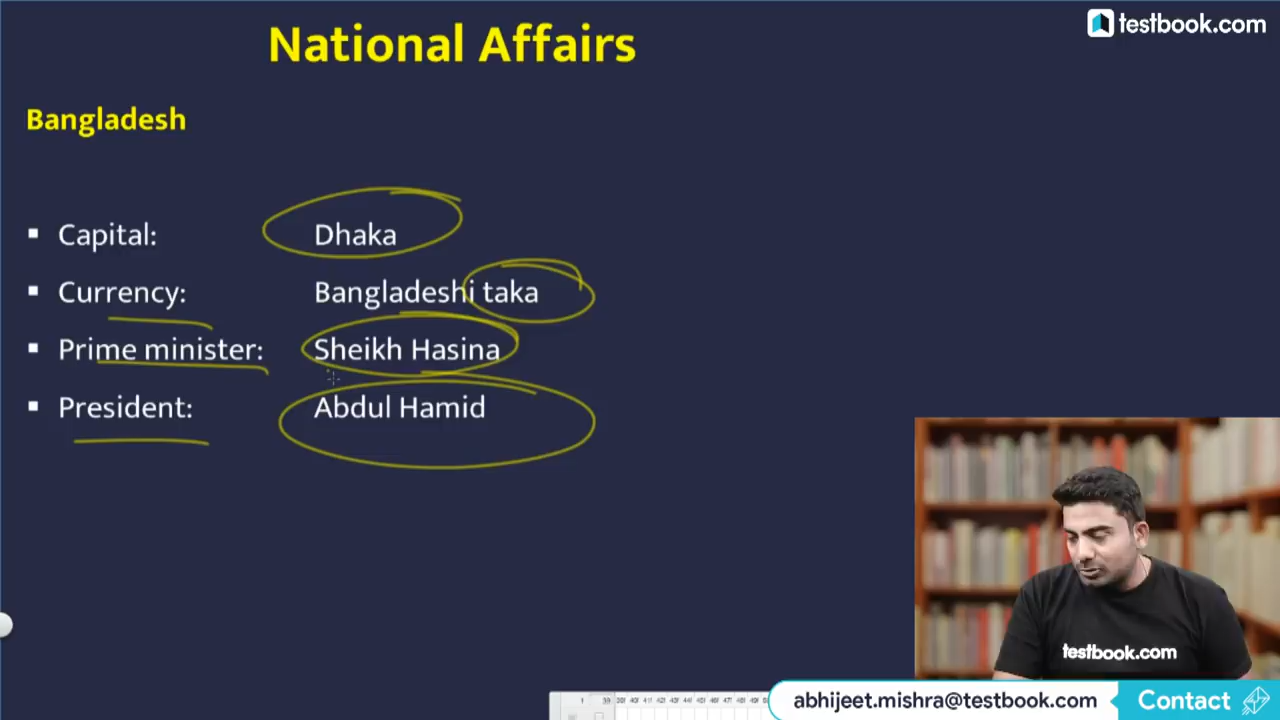 National Affairs
testbook.com
Bangladesh
▪ Capital: Dhaka
▪ Currency: Bangladeshi taka
▪ Prime minister: Sheikh Hasina
▪ President: Abdul Hamid
testbook.com
abhijeet.mishra@testbook.com Contact